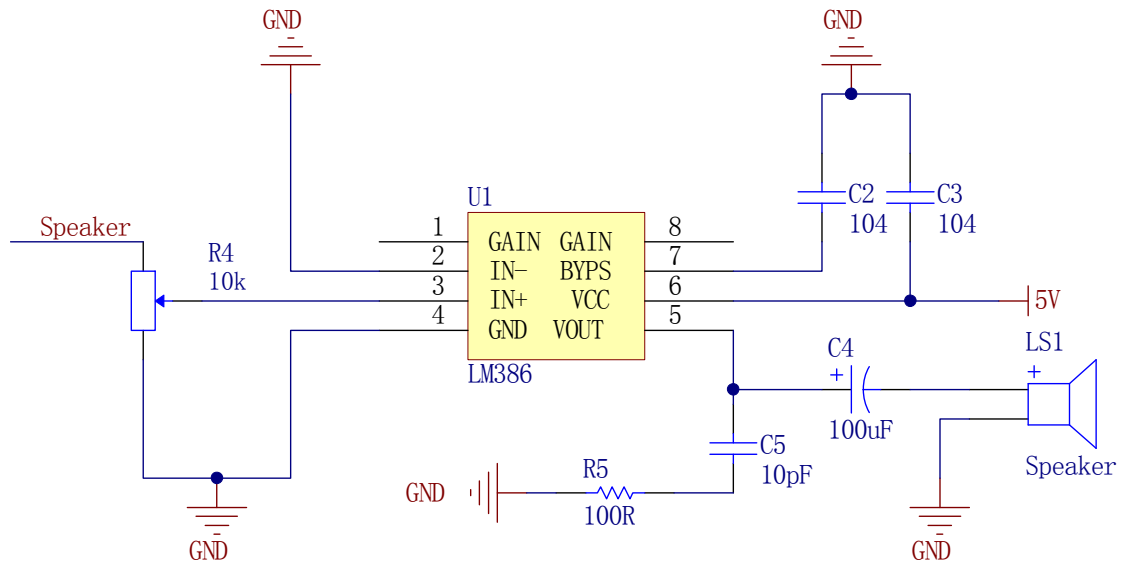 GND
GND
U1
C2
C3
104
104
Speaker
R4
10k
1
GAIN
GAIN
8
2
IN-
BYPS
7
3
IN+
VCC
6
5V
4
GND
VOUT
5
LM386
C4
+
100uF
LS1
+
Speaker
C5
10pF
GND
R5
100R
GND
GND